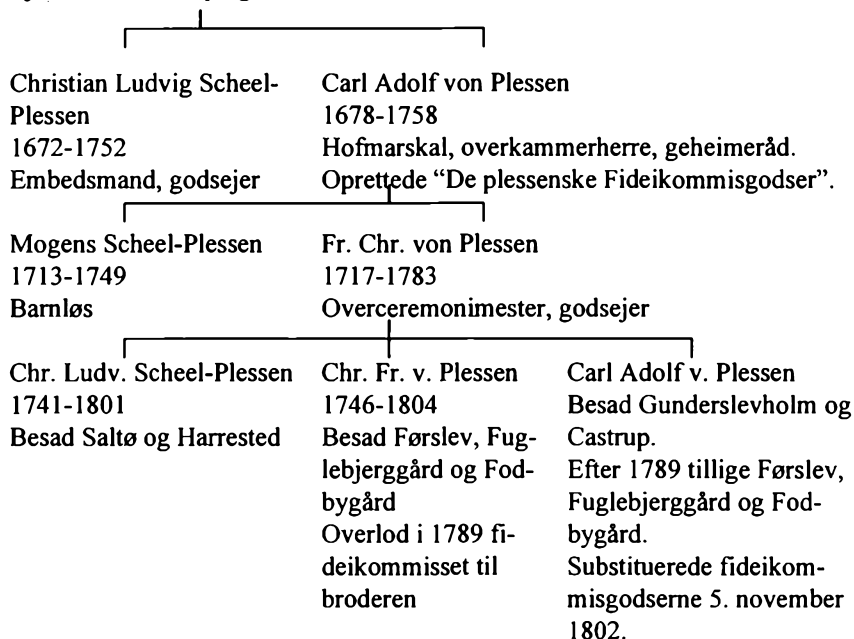 Christian Ludvig Scheel-
Plessen
1672-1752
Embedsmand, godsejer
Carl Adolf von Plessen
1678-1758
Hofmarskal, overkammerherre, geheimeråd.
Oprettede “De plessenske Fideikommisgodser”.
Mogens Scheel-Plessen
1713-1749
Barnløs
Fr. Chr. von Plessen
1717-1783
Overceremonimester, godsejer
Chr. Ludv. Scheel-Plessen
1741-1801
Besad Saltø og Harrested
Chr. Fr. v. Plessen
1746-1804
Besad Førslev, Fug-
lebjerggård og Fod-
bygård
Overlod i 1789 fi-
deikommisset til
broderen
Carl Adolf v. Plessen
Besad Gunderslevholm og
Castrup.
Efter 1789 tillige Førslev,
Fuglebjerggård og Fod-
bygård.
Substituerede fideikom-
misgodserne 5. november
1802.